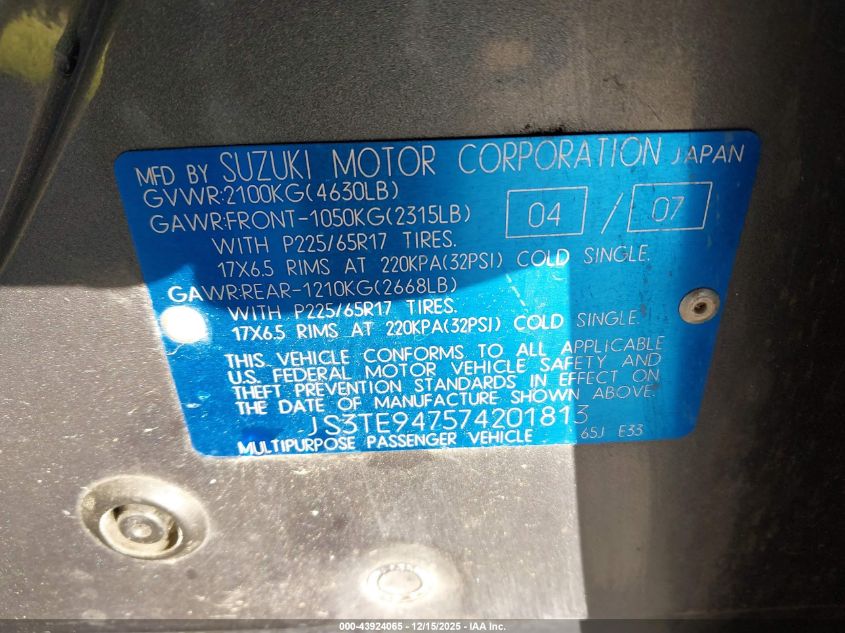 MFD BY SUZUKI MOTOR CORPORATION JAPAN
GVWR:2100KG(4630LB)
GAWR:FRONT-1050KG(2315LB) 04 / 07
WITH P225/65R17 TIRES.
17X6.5 RIMS AT 220KPA(32PSI) COLD SINGLE.
GAWR:REAR-1210KG(2668LB)
WITH P225/65R17 TIRES.
17X6.5 RIMS AT 220KPA(32PSI) COLD SINGLE.
THIS VEHICLE CONFORMS TO ALL APPLICABLE
U.S. FEDERAL MOTOR VEHICLE SAFETY AND
THEFT PREVENTION STANDARDS IN EFFECT ON
THE DATE OF MANUFACTURE SHOWN ABOVE.
JS3TE947574201813
MULTIPURPOSE PASSENGER VEHICLE 65J E33
000-43924065 - 12/15/2025 - IAA Inc.